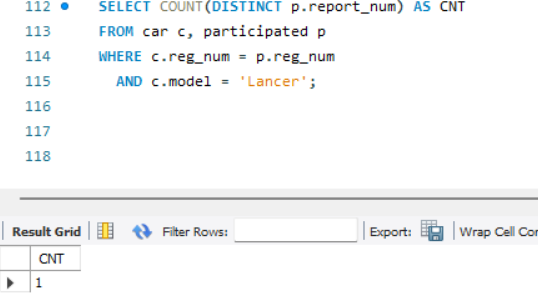 112 SELECT COUNT(DISTINCT p.report_num) AS CNT
113 FROM car c, participated p
114 WHERE c.reg_num = p.reg_num
115 AND c.model = 'Lancer';
116
117
118
Result Grid Filter Rows: Export: Wrap Cell Con
CNT
1